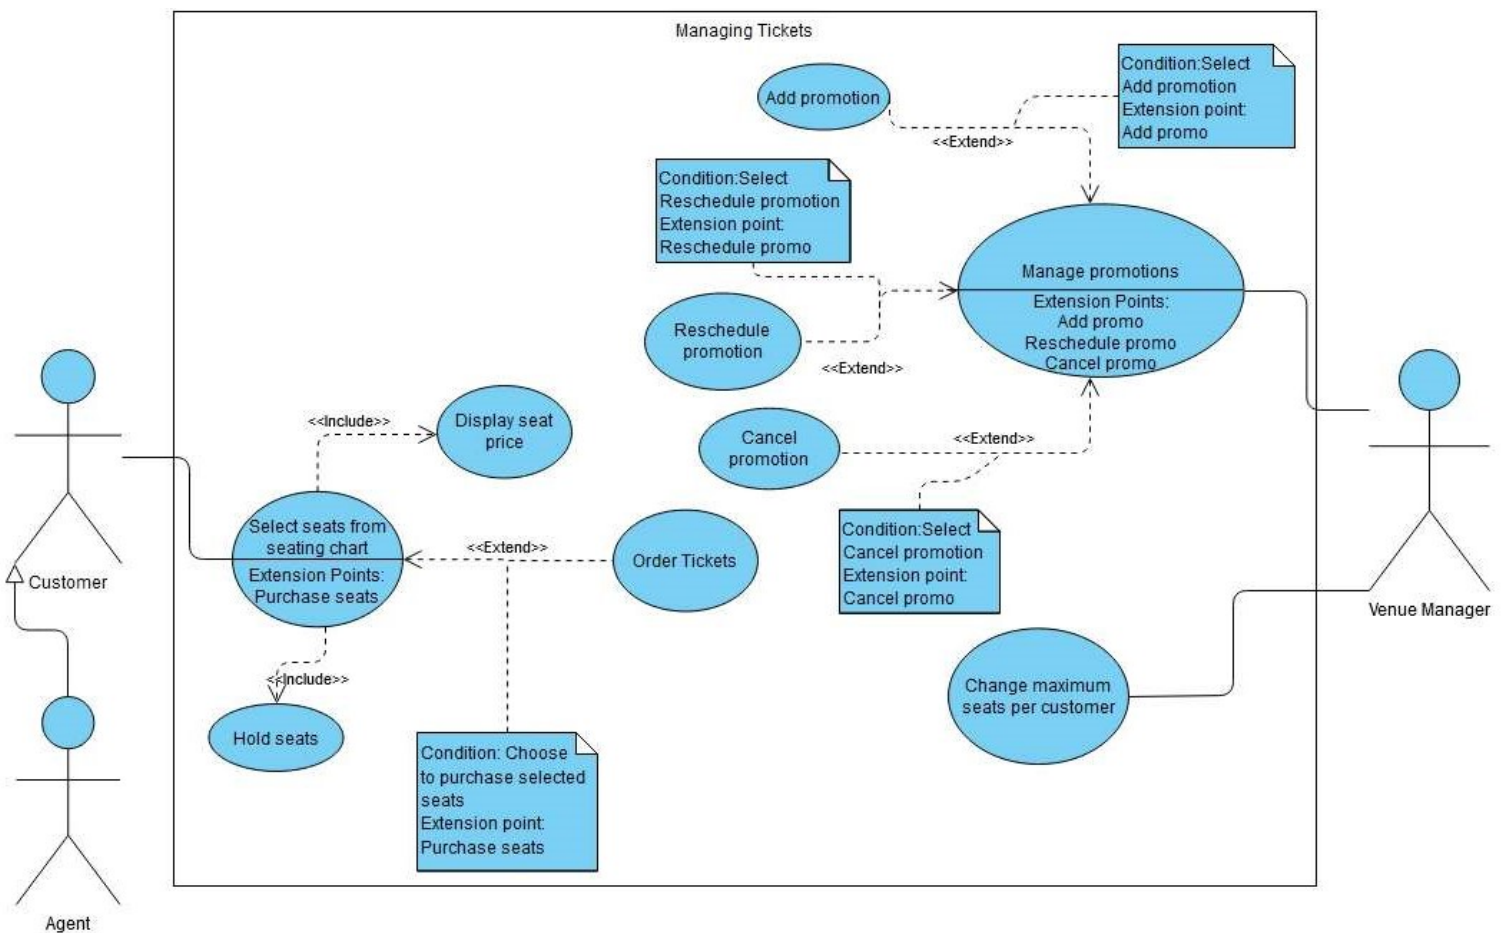 Managing Tickets
Add promotion
Condition:Select
Add promotion
Extension point:
Add promo
<<Extend>>
Condition:Select
Reschedule promotion
Extension point:
Reschedule promo
Manage promotions
Extension Points:
Add promo
Reschedule promo
Cancel promo
Reschedule
promotion
<<Extend>>
<<Include>>
Display seat
price
Cancel
promotion
<<Extend>>
Select seats from
seating chart
Extension Points:
Purchase seats
<<Extend>>
Order Tickets
Condition:Select
Cancel promotion
Extension point:
Cancel promo
Customer
Venue Manager
<<Include>>
Hold seats
Change maximum
seats per customer
Condition: Choose
to purchase selected
seats
Extension point:
Purchase seats
Agent